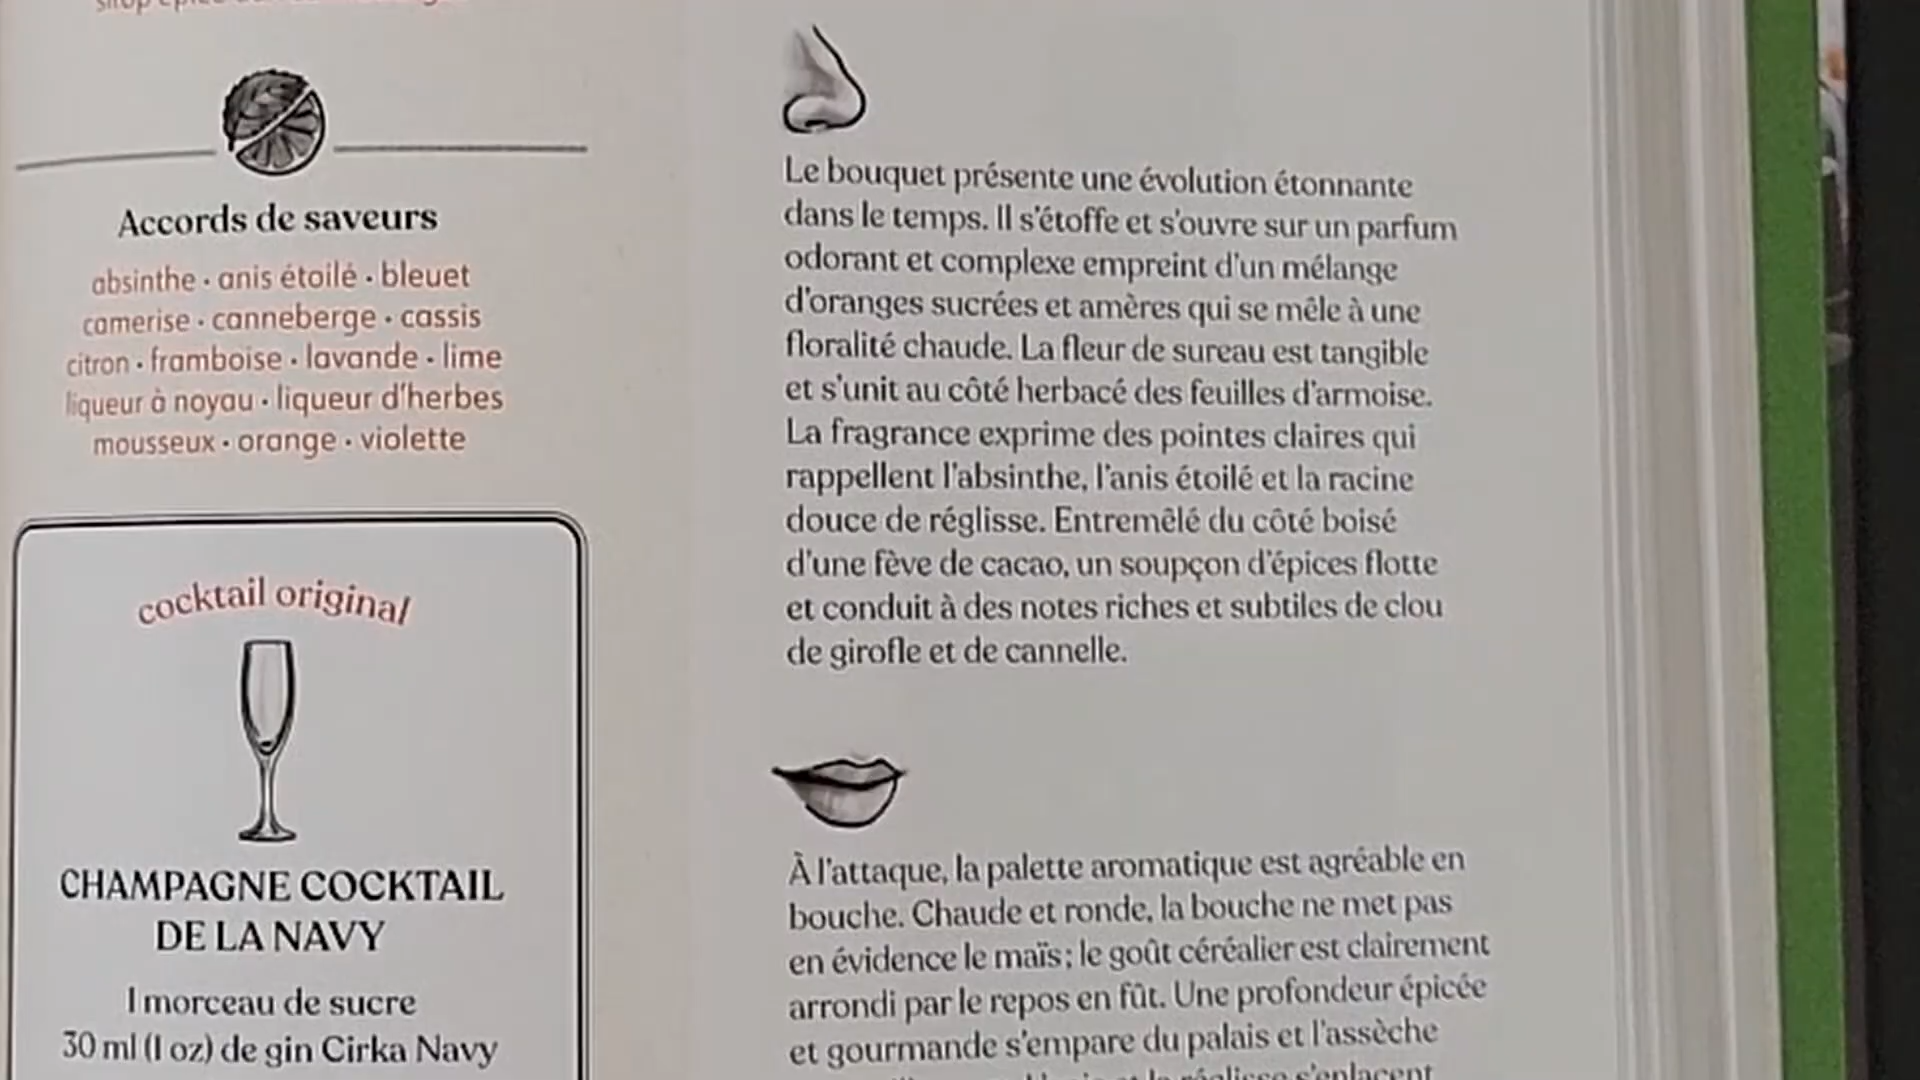 Accords de saveurs
absinthe · anis étoilé · bleuet
camerise · canneberge · cassis
citron · framboise · lavande · lime
liqueur à noyau · liqueur d'herbes
mousseux · orange · violette
cocktail original
CHAMPAGNE COCKTAIL
DE LA NAVY
1 morceau de sucre
30 ml (1 oz) de gin Cirka Navy
Le bouquet présente une évolution étonnante
dans le temps. Il s'étoffe et s'ouvre sur un parfum
odorant et complexe empreint d'un mélange
d'oranges sucrées et amères qui se mêle à une
floralité chaude. La fleur de sureau est tangible
et s'unit au côté herbacé des feuilles d'armoise.
La fragrance exprime des pointes claires qui
rappellent l'absinthe, l'anis étoilé et la racine
douce de réglisse. Entremêlé du côté boisé
d'une fève de cacao, un soupçon d'épices flotte
et conduit à des notes riches et subtiles de clou
de girofle et de cannelle.
À l'attaque, la palette aromatique est agréable en
bouche. Chaude et ronde, la bouche ne met pas
en évidence le maïs ; le goût céréalier est clairement
arrondi par le repos en fût. Une profondeur épicée
et gourmande s'empare du palais et l'assèche
et la réglisse s'enlacent